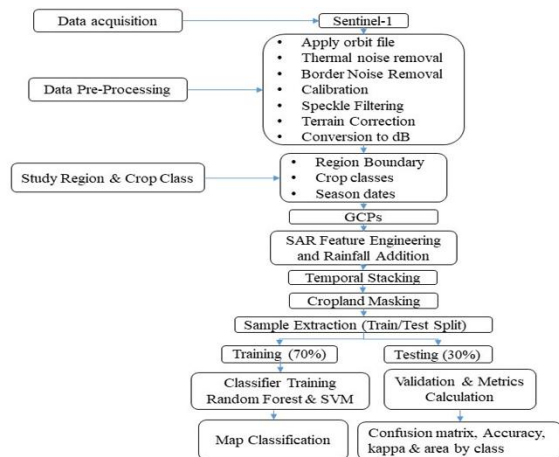 Data acquisition
Sentinel-1
Data Pre-Processing
• Apply orbit file
• Thermal noise removal
• Border Noise Removal
• Calibration
• Speckle Filtering
• Terrain Correction
• Conversion to dB
Study Region & Crop Class
• Region Boundary
• Crop classes
• Season dates
GCPs
SAR Feature Engineering
and Rainfall Addition
Temporal Stacking
Cropland Masking
Sample Extraction (Train/Test Split)
Training (70%)
Testing (30%)
Classifier Training
Random Forest & SVM
Validation & Metrics
Calculation
Map Classification
Confusion matrix, Accuracy,
kappa & area by class